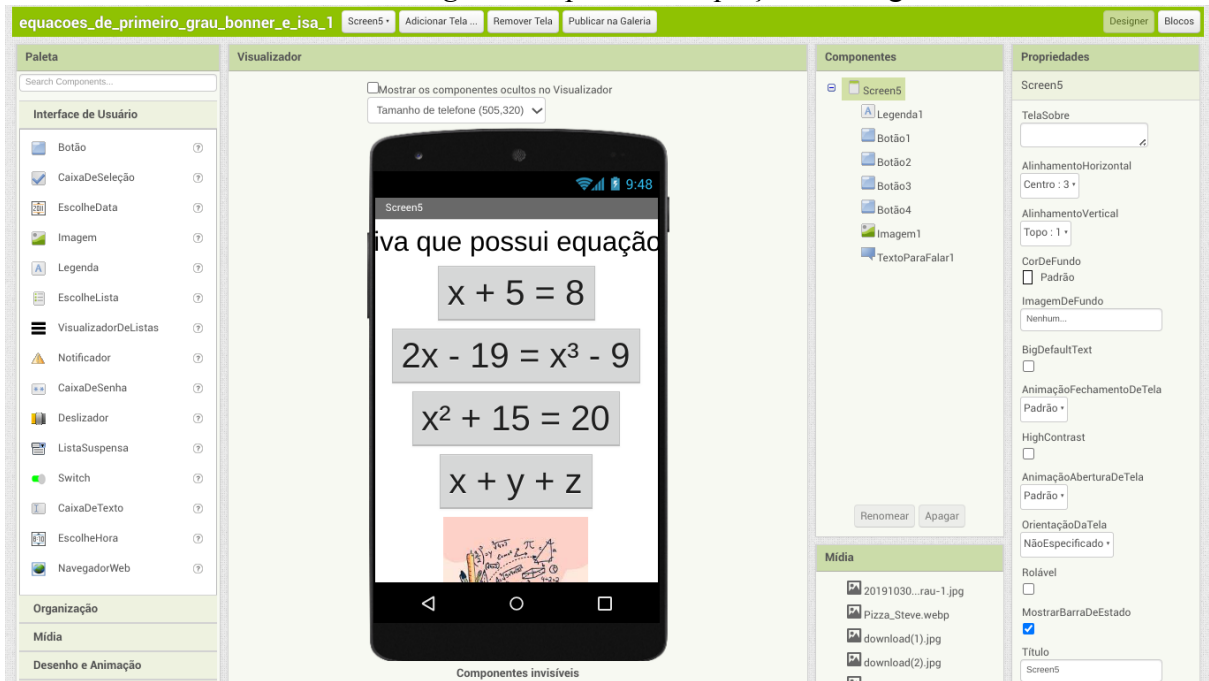 equacoes_de_primeiro_grau_bonner_e_isa_1 Screen5 Adicionar Tela ... Remover Tela Publicar na Galeria Designer Blocos
Paleta
Search Components...
Interface de Usuário
Botão
CaixaDeSeleção
EscolheData
Imagem
Legenda
EscolheLista
VisualizadorDeListas
Notificador
CaixaDeSenha
Deslizador
ListaSuspensa
Switch
CaixaDeTexto
EscolheHora
NavegadorWeb
Organização
Mídia
Desenho e Animação
Visualizador
Mostrar os componentes ocultos no Visualizador
Tamanho de telefone (505,320)
9:48
Screen5
iva que possui equação
x + 5 = 8
2x - 19 = x³ - 9
x² + 15 = 20
x + y + z
Componentes invisíveis
Componentes
Screen5
Legenda1
Botão1
Botão2
Botão3
Botão4
Imagem1
TextoParaFalar1
Renomear Apagar
Mídia
20191030...rau-1.jpg
Pizza_Steve.webp
download(1).jpg
download(2).jpg
Propriedades
Screen5
TelaSobre
AlinhamentoHorizontal
Centro : 3
AlinhamentoVertical
Topo : 1
CorDeFundo
Padrão
ImagemDeFundo
Nenhum...
BigDefaultText
AnimaçãoFechamentoDeTela
Padrão
HighContrast
AnimaçãoAberturaDeTela
Padrão
OrientaçãoDaTela
NãoEspecificado
Rolável
MostrarBarraDeEstado
Título
Screen5